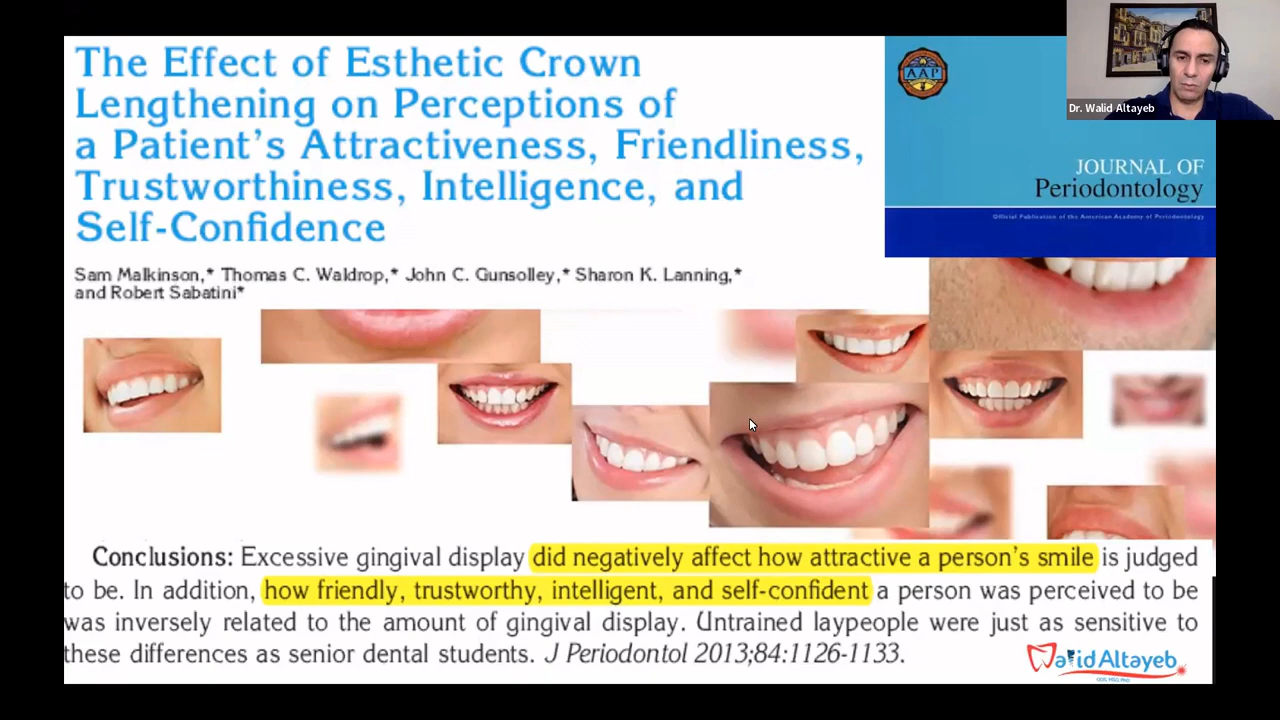 The Effect of Esthetic Crown
Lengthening on Perceptions of
a Patient's Attractiveness, Friendliness,
Trustworthiness, Intelligence, and
Self-Confidence
Sam Malkinson,* Thomas C. Waldrop,* John C. Gunsolley,* Sharon K. Lanning,*
and Robert Sabatini*
AAP
Dr. Walid Altayeb
JOURNAL OF
Periodontology
Official Publication of the American Academy of Periodontology
Conclusions: Excessive gingival display did negatively affect how attractive a person's smile is judged
to be. In addition, how friendly, trustworthy, intelligent, and self-confident a person was perceived to be
was inversely related to the amount of gingival display. Untrained laypeople were just as sensitive to
these differences as senior dental students. J Periodontol 2013;84:1126-1133.
Walid Altayeb